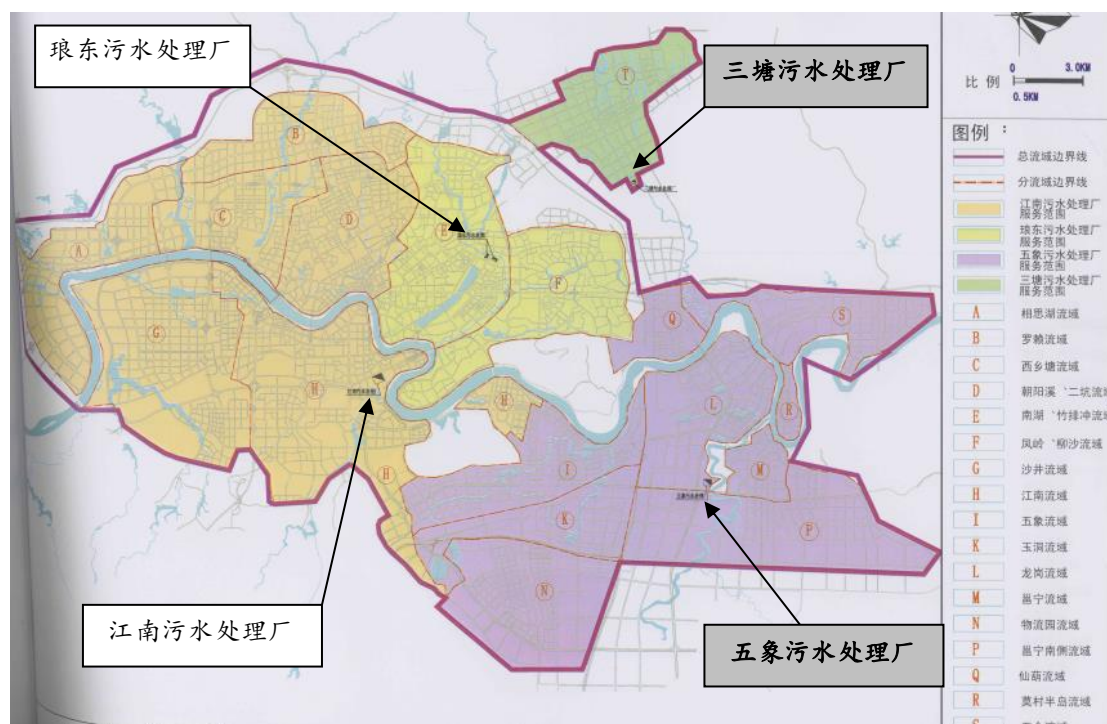 琅东污水处理厂
三塘污水处理厂
江南污水处理厂
五象污水处理厂
T
B
C
D
A
E
F
G
H
H
H
Q
S
L
R
I
M
K
P
N
0 3.0KM
比例
0.5KM
图例：
总流域边界线
分流域边界线
江南污水处理厂
服务范围
琅东污水处理厂
服务范围
五象污水处理厂
服务范围
三塘污水处理厂
服务范围
A 相思湖流域
B 罗赖流域
C 西乡塘流域
D 朝阳溪、二坑流域
E 南湖、竹排冲流域
F 凤岭、柳沙流域
G 沙井流域
H 江南流域
I 五象流域
K 玉洞流域
L 龙岗流域
M 邕宁流域
N 物流园流域
P 邕宁南侧流域
Q 仙葫流域
R 莫村半岛流域